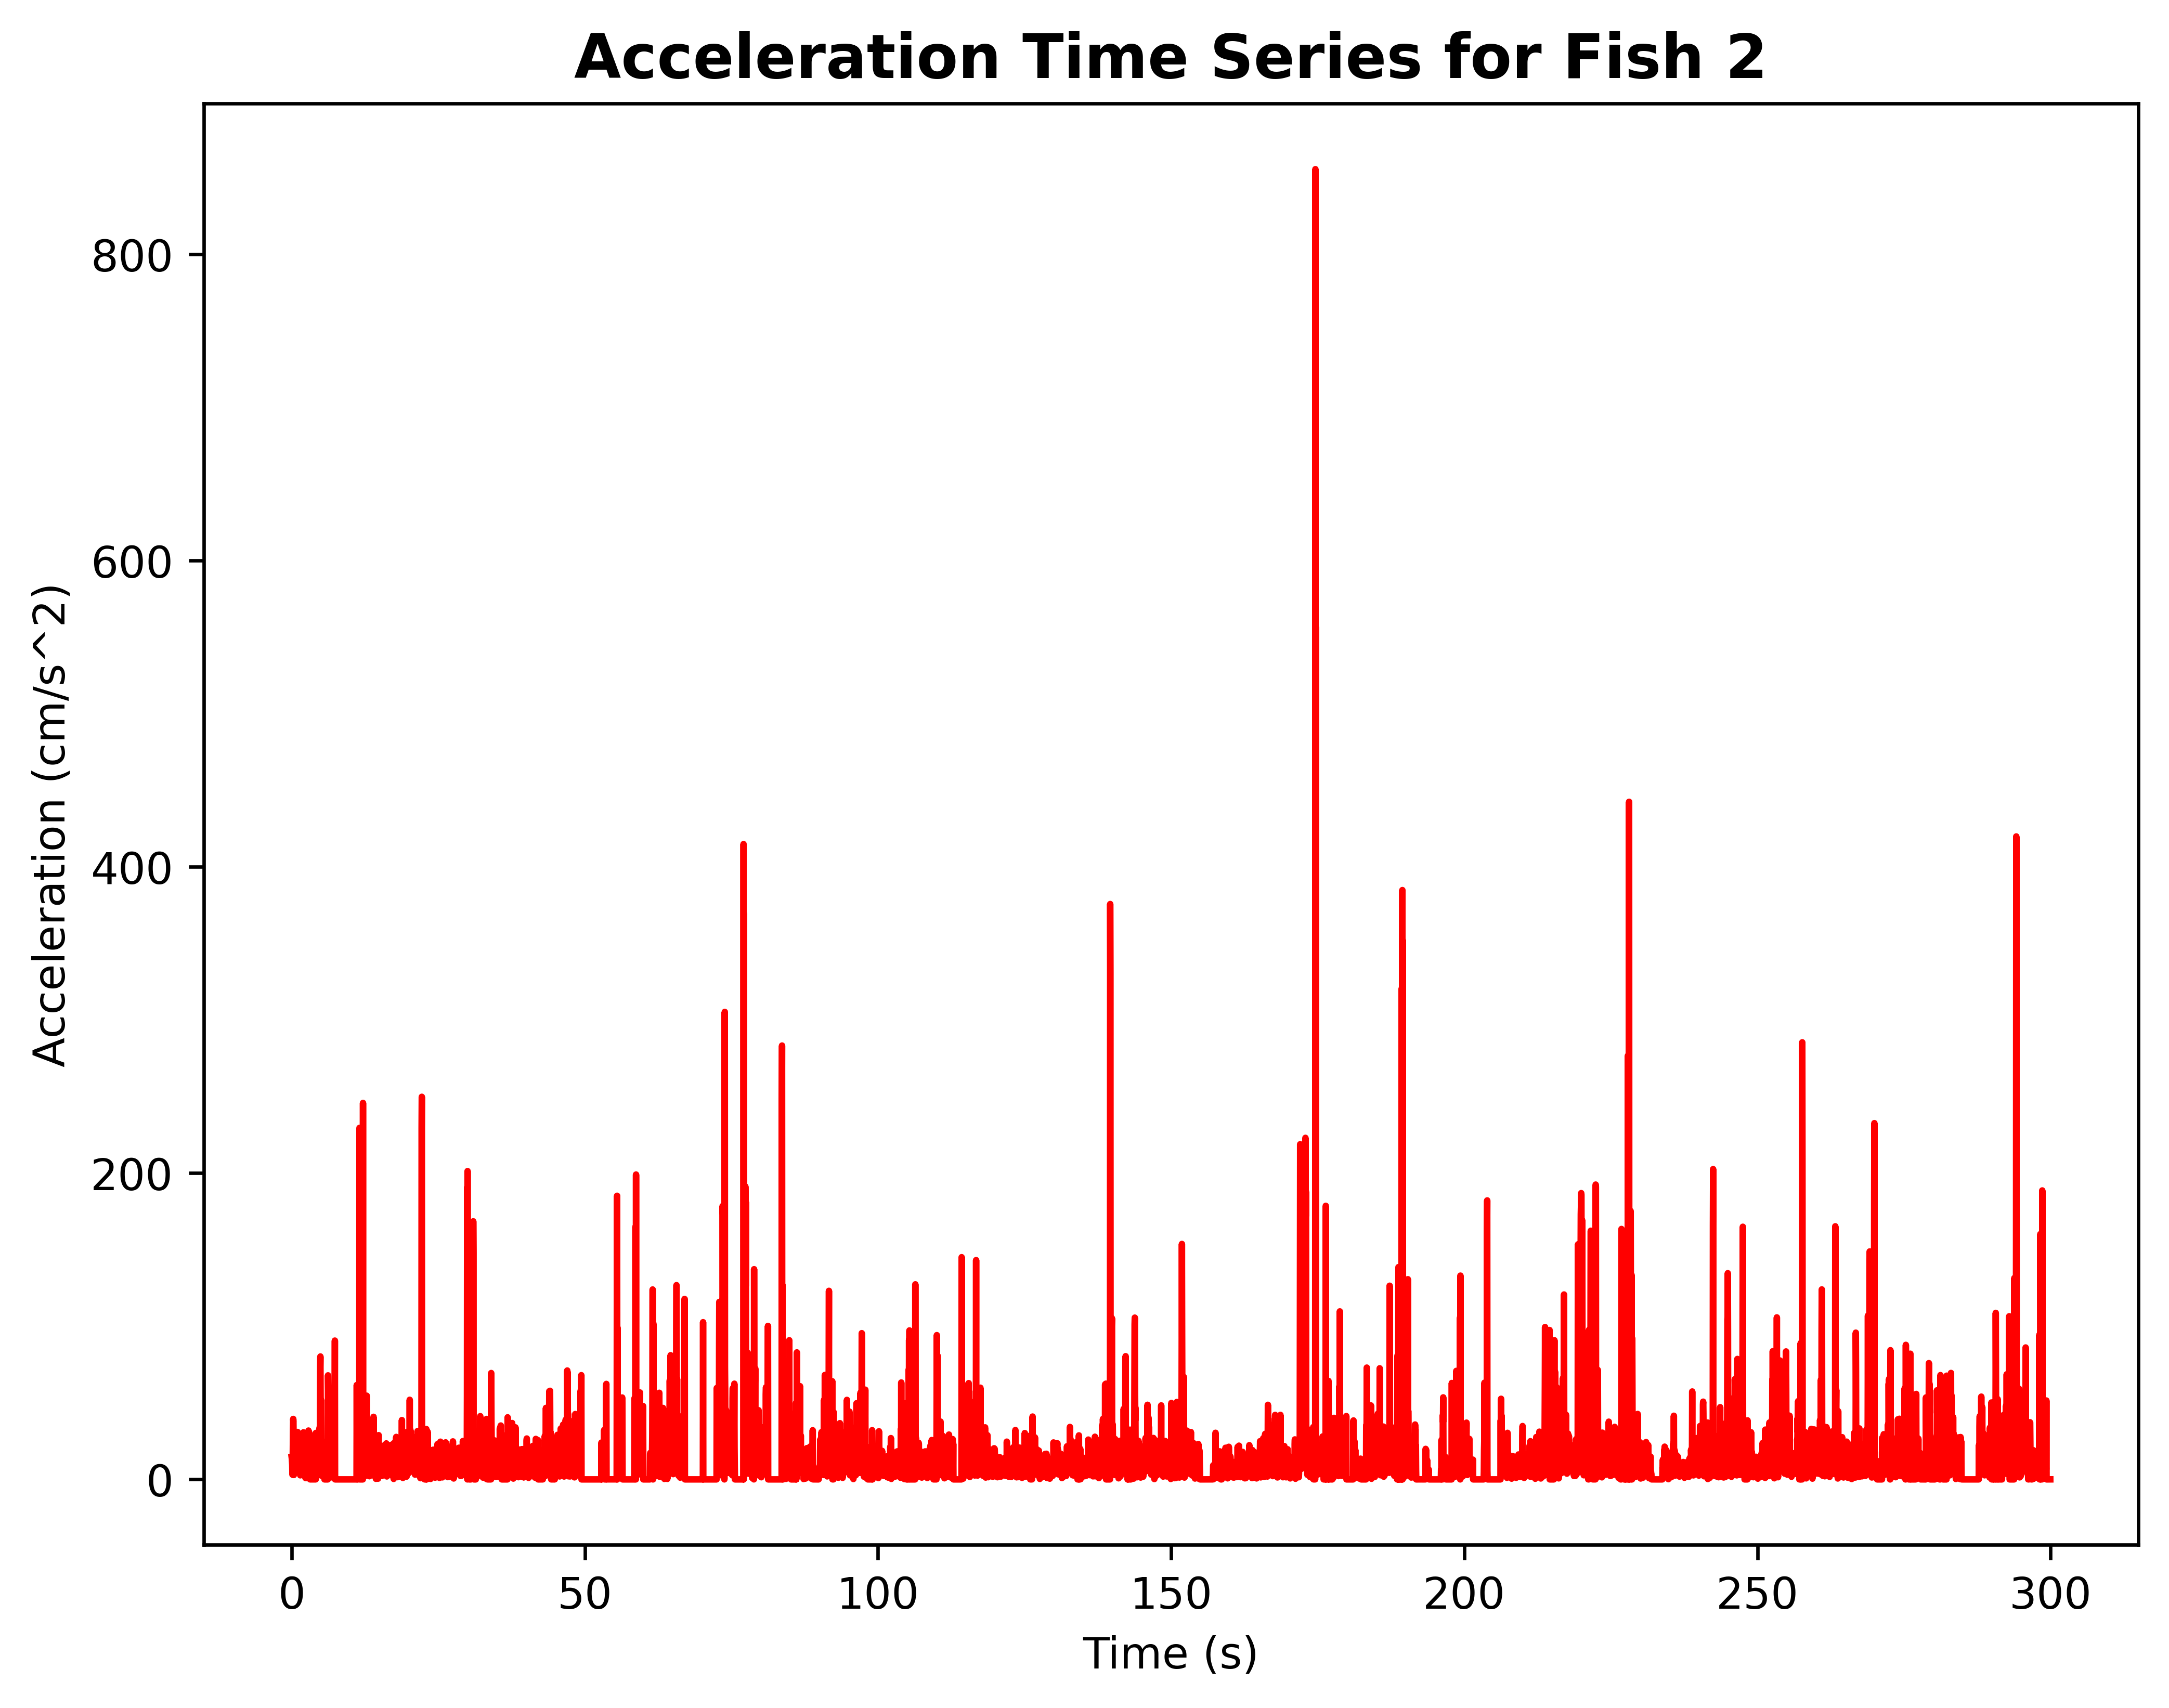 Acceleration Time Series for Fish 2
Acceleration (cm/s^2)
800
600
400
200
0
0 50 100 150 200 250 300
Time (s)